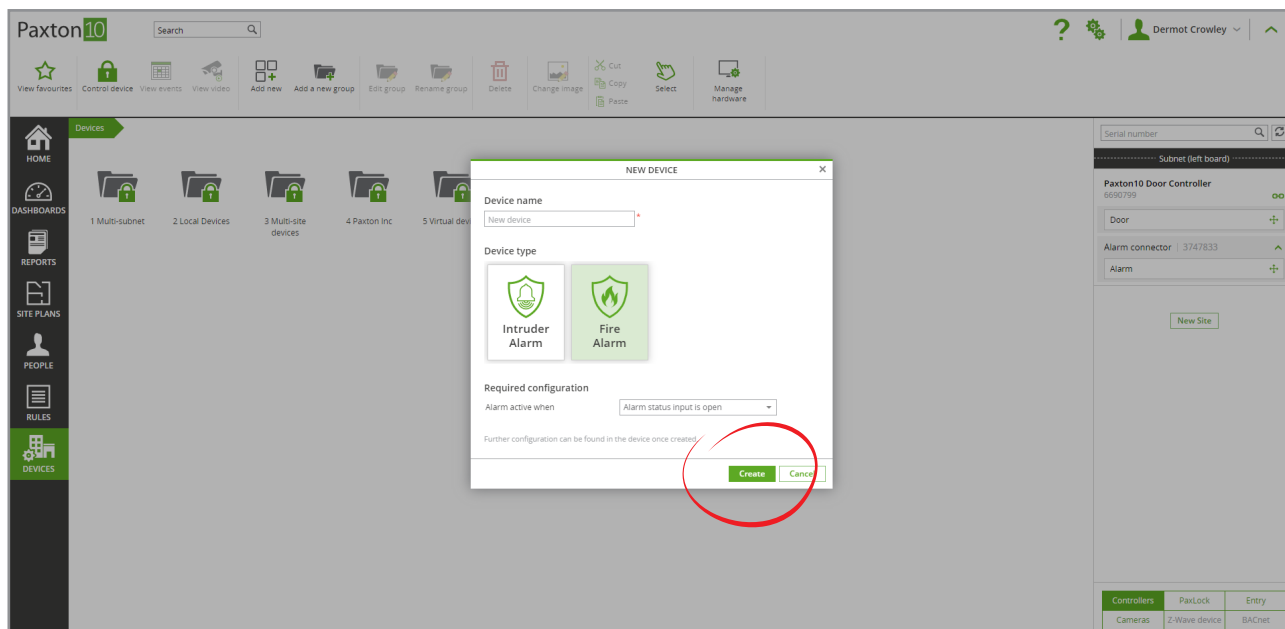 Paxton 10
Search
?
Dermot Crowley
View favourites
Control device
View events
View video
Add new
Add a new group
Edit group
Rename group
Delete
Change image
Cut
Copy
Paste
Select
Manage
hardware
HOME
DASHBOARDS
REPORTS
SITE PLANS
PEOPLE
RULES
DEVICES
Devices
1 Multi-subnet
2 Local Devices
3 Multi-site
devices
4 Paxton Inc
5 Virtual devi
NEW DEVICE
Device name
New device
*
Device type
Intruder
Alarm
Fire
Alarm
Required configuration
Alarm active when
Alarm status input is open
Further configuration can be found in the device once created
Create
Cancel
Serial number
Subnet (left board)
Paxton10 Door Controller
6690799
Door
Alarm connector | 3747833
Alarm
New Site
Controllers
PaxLock
Entry
Cameras
Z-Wave device
BACnet